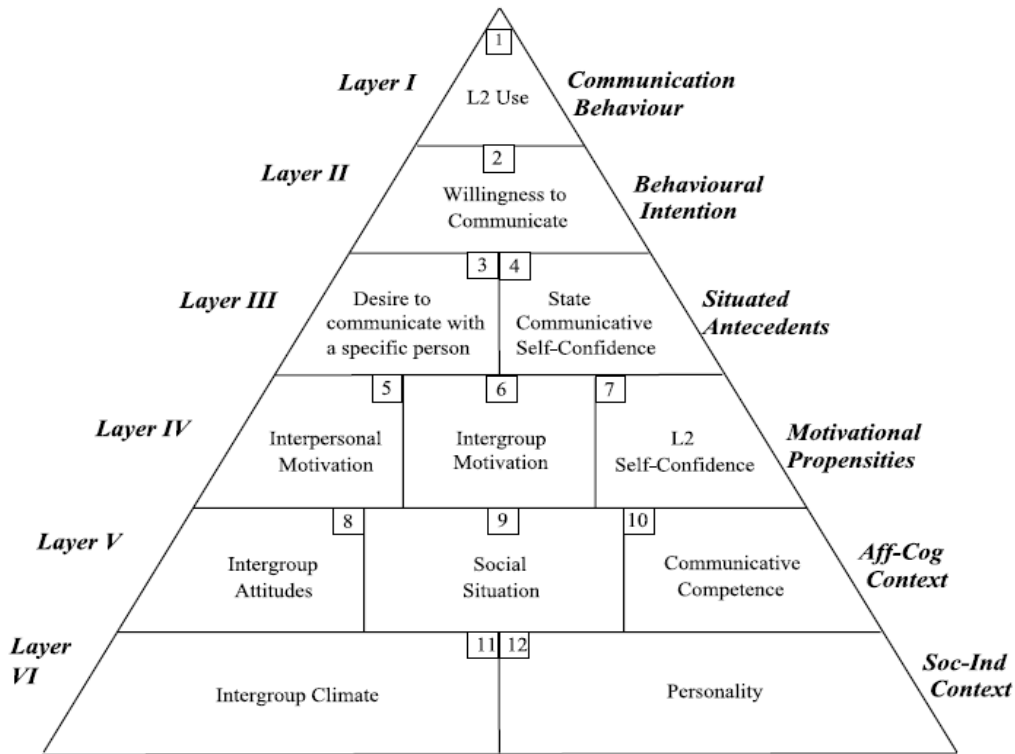 1
Layer I
L2 Use
Communication
Behaviour
2
Layer II
Willingness to
Communicate
Behavioural
Intention
3
4
Layer III
Desire to
communicate with
a specific person
State
Communicative
Self-Confidence
Situated
Antecedents
5
6
7
Layer IV
Interpersonal
Motivation
Intergroup
Motivation
L2
Self-Confidence
Motivational
Propensities
8
9
10
Layer V
Intergroup
Attitudes
Social
Situation
Communicative
Competence
Aff-Cog
Context
11
12
Layer
VI
Intergroup Climate
Personality
Soc-Ind
Context